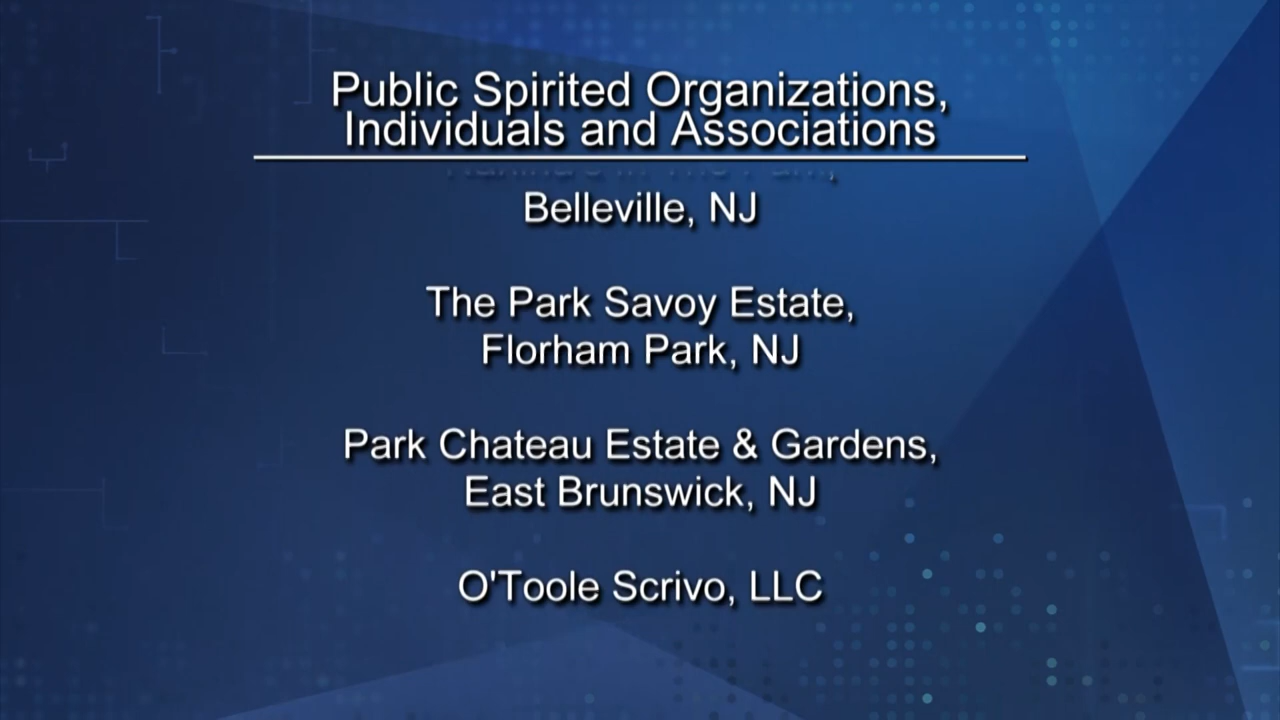 Public Spirited Organizations,
Individuals and Associations
Belleville, NJ
The Park Savoy Estate,
Florham Park, NJ
Park Chateau Estate & Gardens,
East Brunswick, NJ
O'Toole Scrivo, LLC